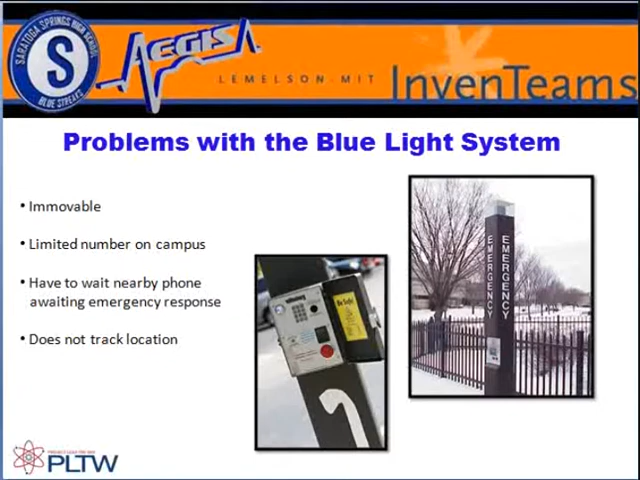 SARATOGA SPRINGS HIGH SCHOOL
S
BLUE STREAKS
AEGIS
LEMELSON-MIT
InvenTeams
Problems with the Blue Light System
• Immovable
• Limited number on campus
• Have to wait nearby phone
awaiting emergency response
• Does not track location
EMERGENCY
EMERGENCY
PLTW